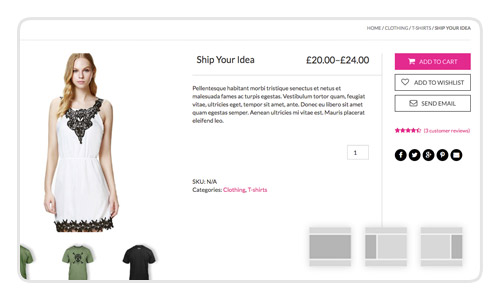 HOME / CLOTHING / T-SHIRTS / SHIP YOUR IDEA
Ship Your Idea
£20.00–£24.00
ADD TO CART
Pellentesque habitant morbi tristique senectus et netus et
malesuada fames ac turpis egestas. Vestibulum tortor quam, feugiat
vitae, ultricies eget, tempor sit amet, ante. Donec eu libero sit amet
quam egestas semper. Aenean ultricies mi vitae est. Mauris placerat
eleifend leo.
ADD TO WISHLIST
SEND EMAIL
(3 customer reviews)
1
SKU: N/A
Categories: Clothing, T-shirts